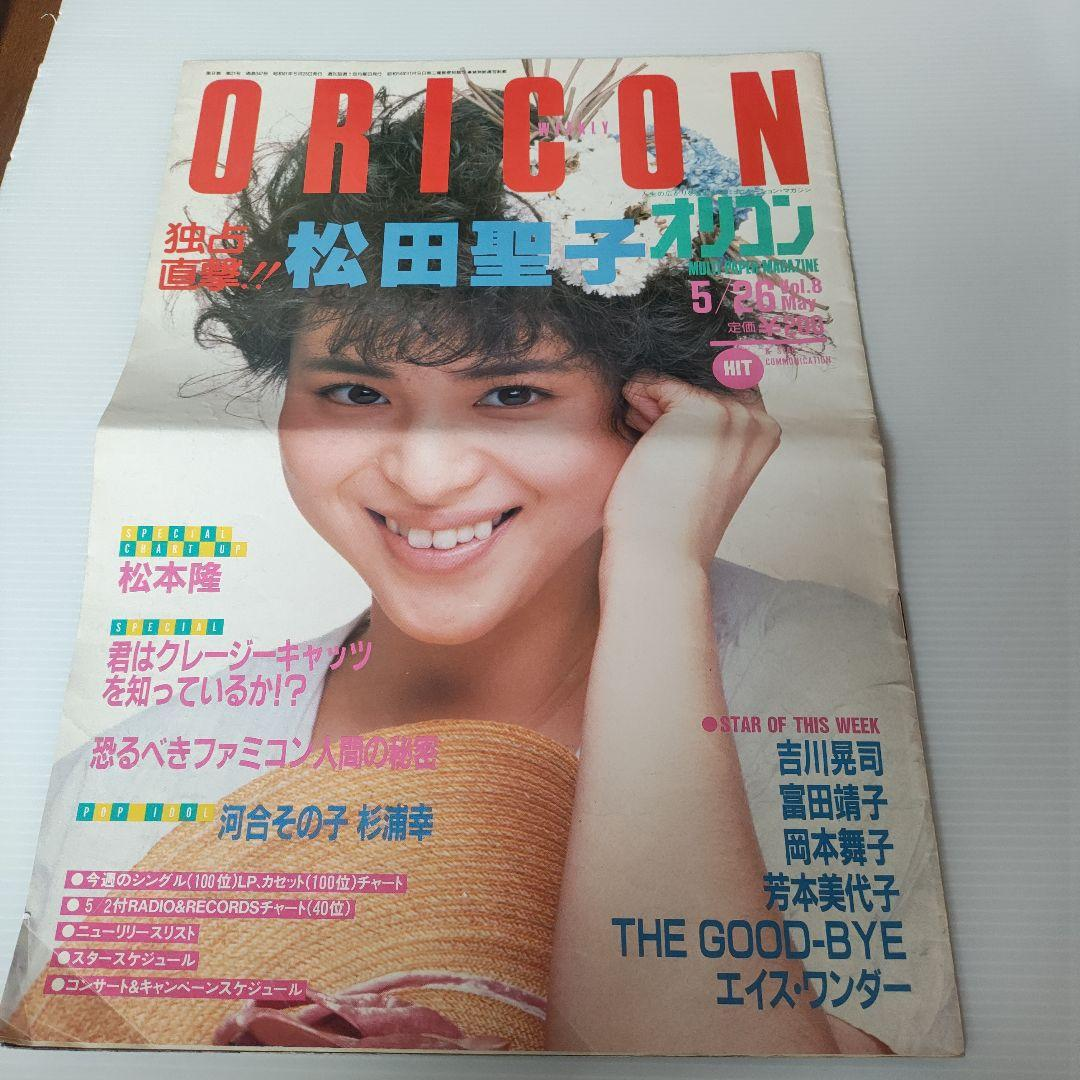 ORICON
WEEKLY
オリコン
MULTI PAPER MAGAZINE
5/26 Vol.8
May
定価 ¥200
HIT
COMMUNICATION
独占
直撃!!
松田聖子
SPECIAL
CHART UP
松本隆
SPECIAL
君はクレージーキャッツ
を知っているか!?
恐るべきファミコン人間の秘密
POP IDOL
河合その子 杉浦幸
●今週のシングル(100位)LP、カセット(100位)チャート
●5/2付RADIO&RECORDSチャート(40位)
●ニューリリースリスト
●スタースケジュール
●コンサート&キャンペーンスケジュール
●STAR OF THIS WEEK
吉川晃司
富田靖子
岡本舞子
芳本美代子
THE GOOD-BYE
エイス・ワンダー